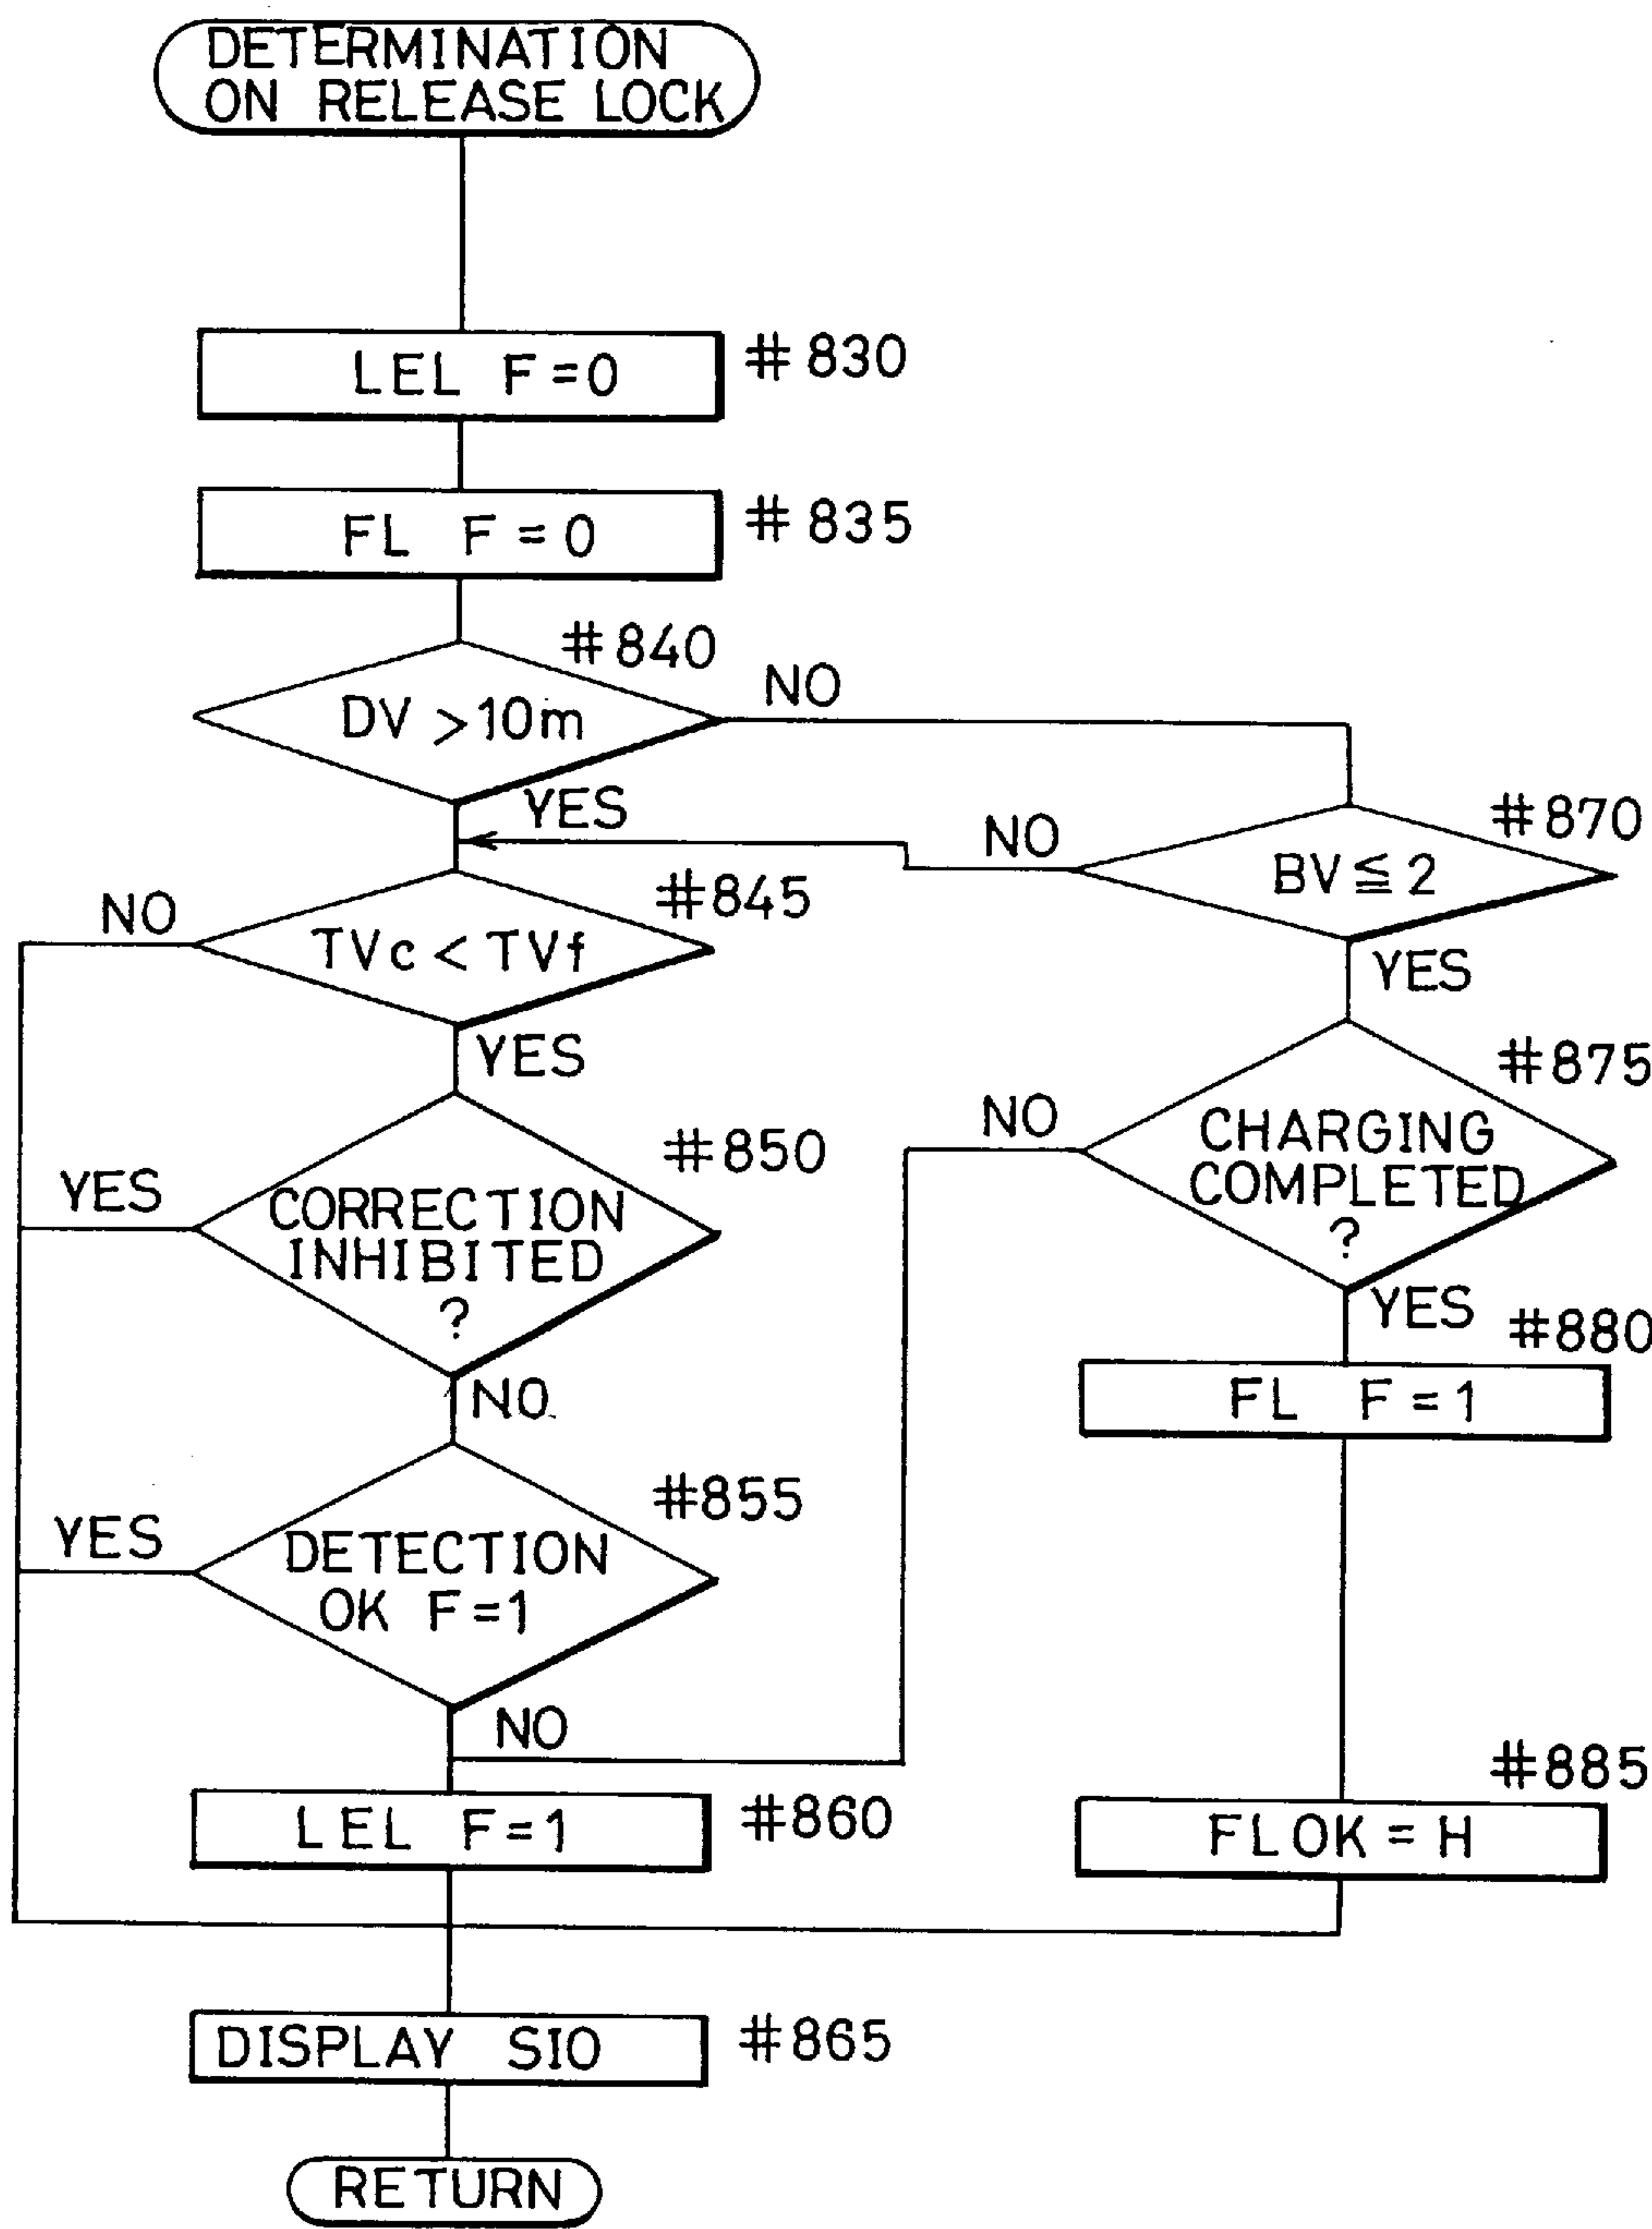 DETERMINATION
ON RELEASE LOCK
LEL F=0
#830
FL F=0
#835
#840
DV >10m
NO
YES
#870
BV≦2
NO
YES
#845
TVc < TVf
NO
YES
#875
CHARGING
COMPLETED
?
NO
YES
#850
CORRECTION
INHIBITED
?
YES
NO
#880
FL F=1
#855
DETECTION
OK F=1
YES
NO
#885
FLOK = H
LEL F=1
#860
DISPLAY SIO
#865
RETURN